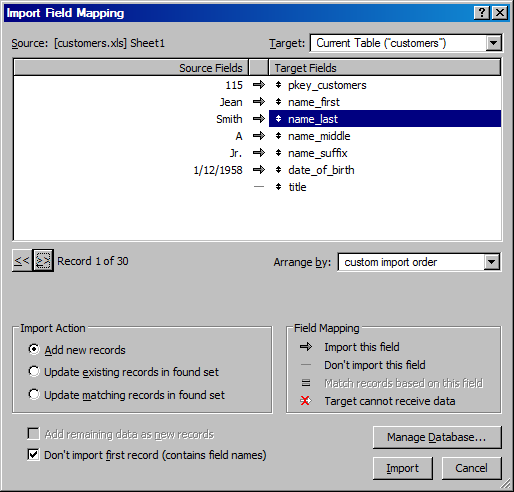 Import Field Mapping
Source: [customers.xls] Sheet1 Target: Current Table ("customers")
Source Fields Target Fields
115 pkey_customers
Jean name_first
Smith name_last
A name_middle
Jr. name_suffix
1/12/1958 date_of_birth
title
<< >> Record 1 of 30 Arrange by: custom import order
Import Action Field Mapping
Add new records Import this field
Update existing records in found set Don't import this field
Update matching records in found set Match records based on this field
Target cannot receive data
Add remaining data as new records
Don't import first record (contains field names)
Manage Database...
Import Cancel